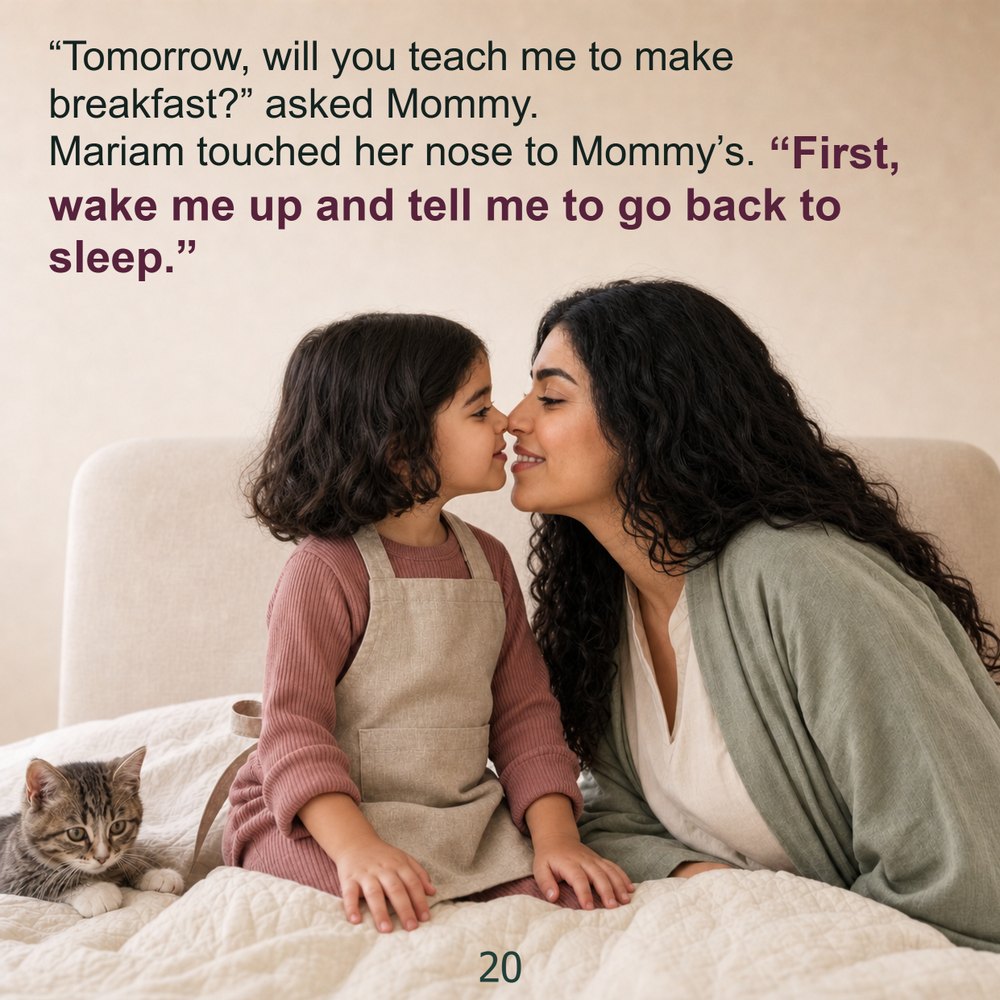 “Tomorrow, will you teach me to make
breakfast?” asked Mommy.
Mariam touched her nose to Mommy’s. “First,
wake me up and tell me to go back to
sleep.”
20